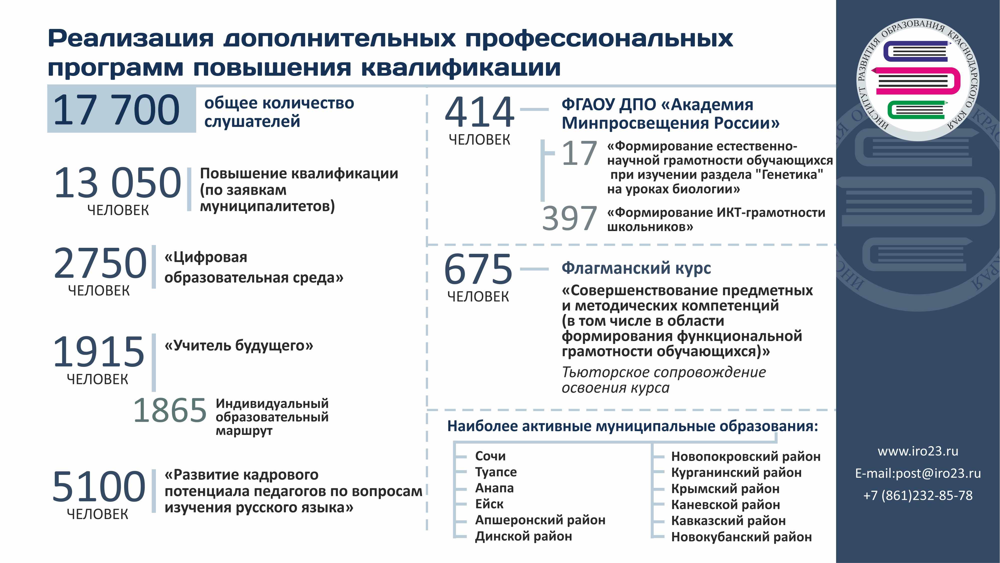 Реализация дополнительных профессиональных
программ повышения квалификации
17 700
общее количество
слушателей
13 050
ЧЕЛОВЕК
Повышение квалификации
(по заявкам
муниципалитетов)
2750
ЧЕЛОВЕК
«Цифровая
образовательная среда»
1915
ЧЕЛОВЕК
«Учитель будущего»
1865
Индивидуальный
образовательный
маршрут
5100
ЧЕЛОВЕК
«Развитие кадрового
потенциала педагогов по вопросам
изучения русского языка»
414
ЧЕЛОВЕК
ФГАОУ ДПО «Академия
Минпросвещения России»
17
«Формирование естественно-
научной грамотности обучающихся
при изучении раздела "Генетика"
на уроках биологии»
397
«Формирование ИКТ-грамотности
школьников»
675
ЧЕЛОВЕК
Флагманский курс
«Совершенствование предметных
и методических компетенций
(в том числе в области
формирования функциональной
грамотности обучающихся)»
Тьюторское сопровождение
освоения курса
Наиболее активные муниципальные образования:
Сочи
Туапсе
Анапа
Ейск
Апшеронский район
Динской район
Новопокровский район
Курганинский район
Крымский район
Каневской район
Кавказский район
Новокубанский район
ИНСТИТУТ РАЗВИТИЯ ОБРАЗОВАНИЯ КРАСНОДАРСКОГО КРАЯ
www.iro23.ru
E-mail:post@iro23.ru
+7 (861)232-85-78